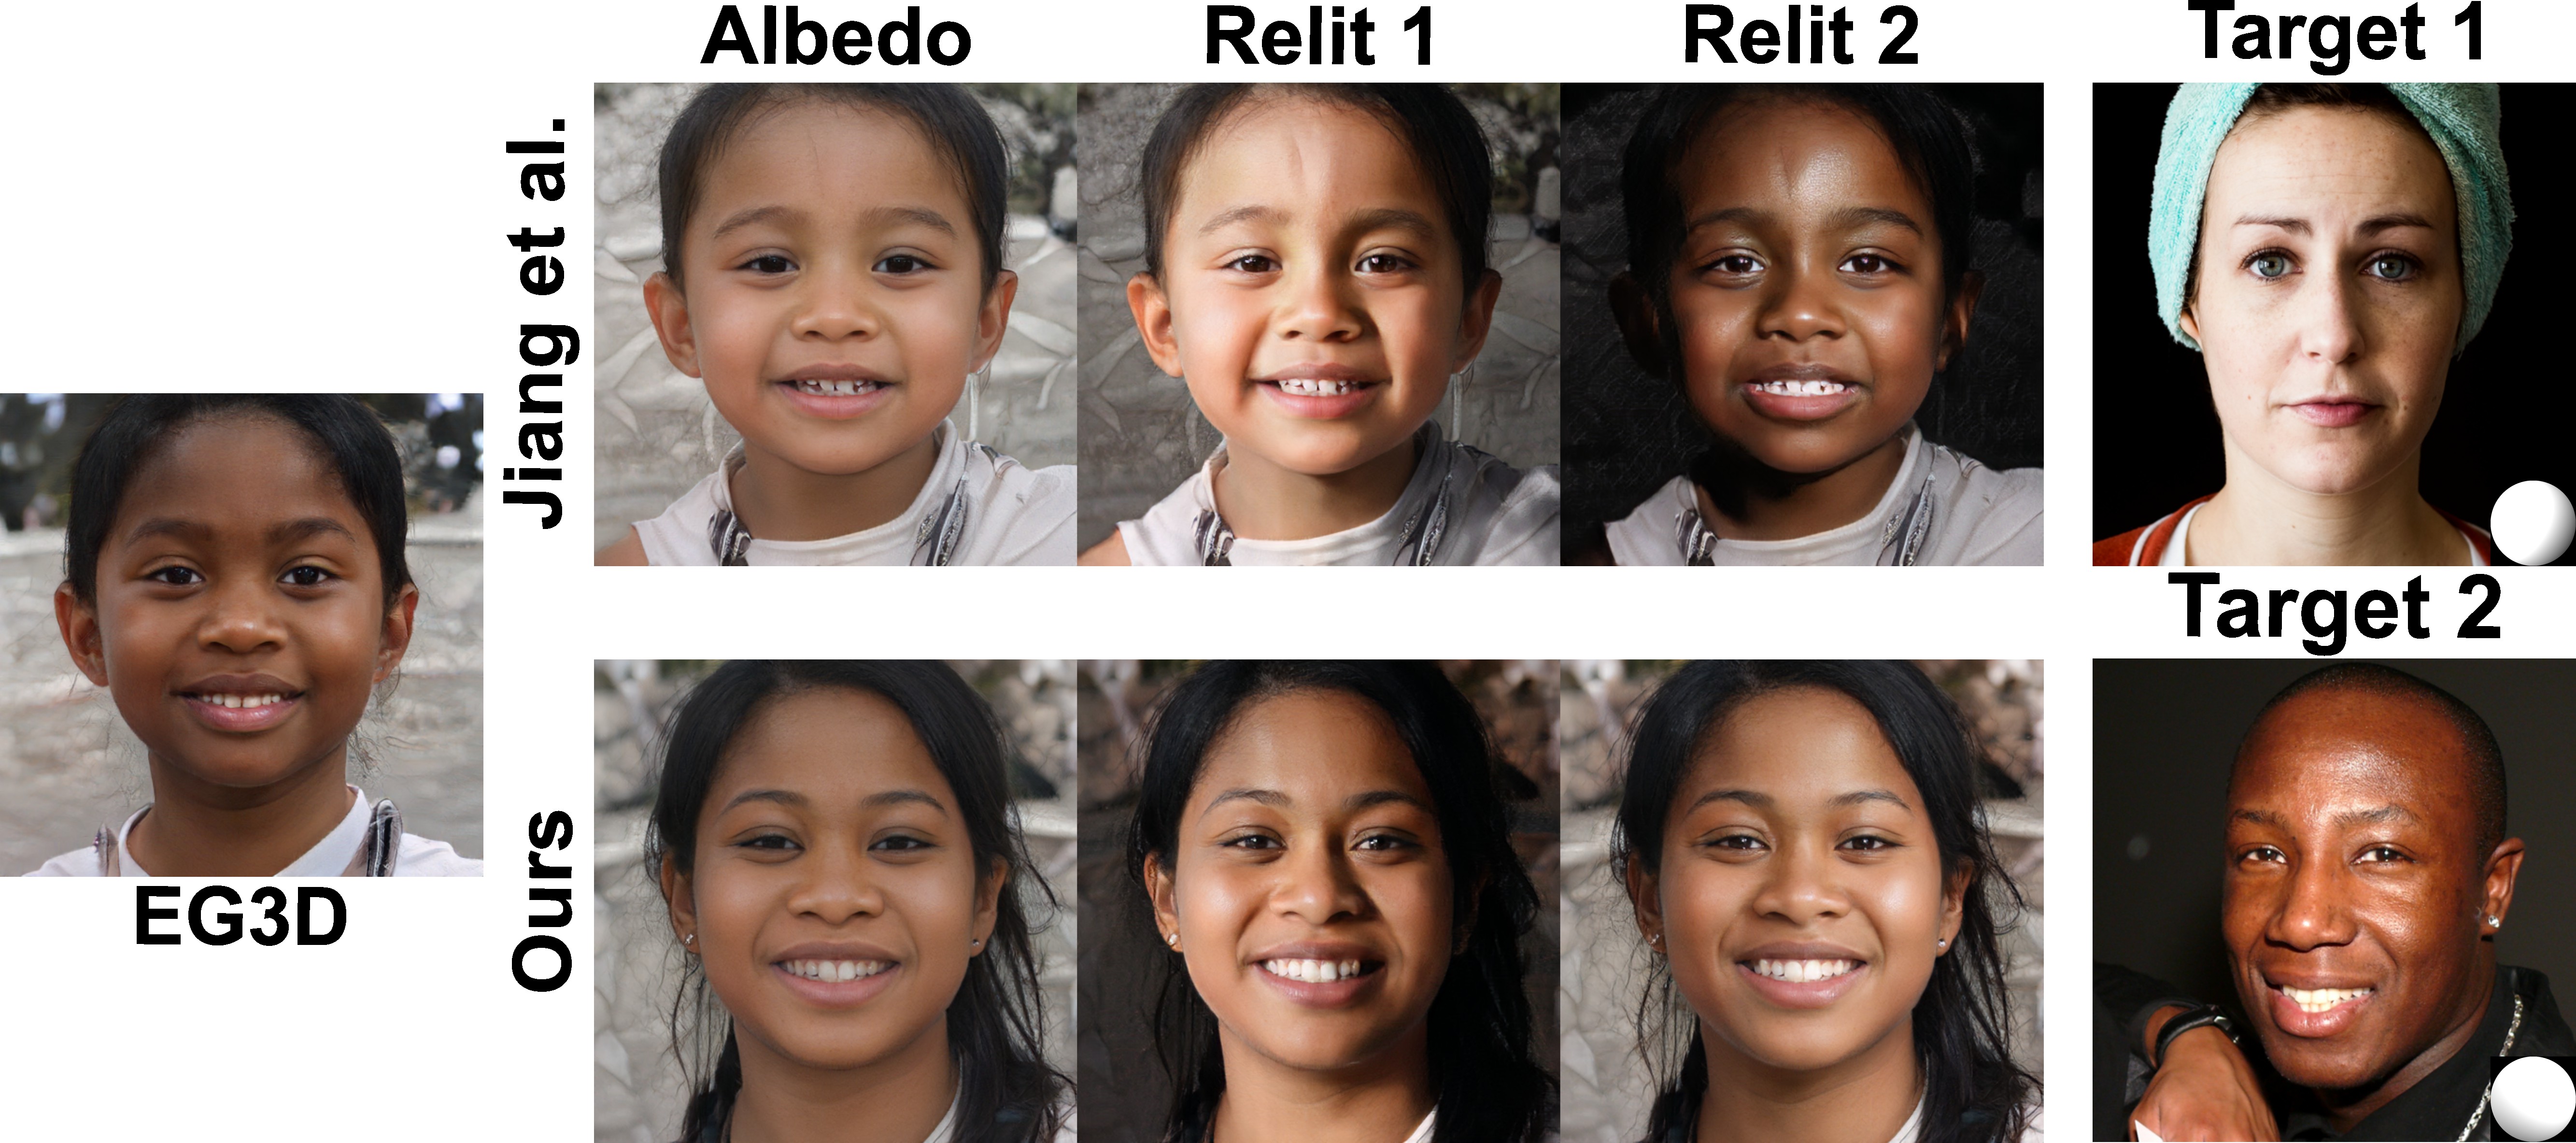 Albedo
Relit 1
Relit 2
Target 1
Jiang et al.
EG3D
Ours
Target 2